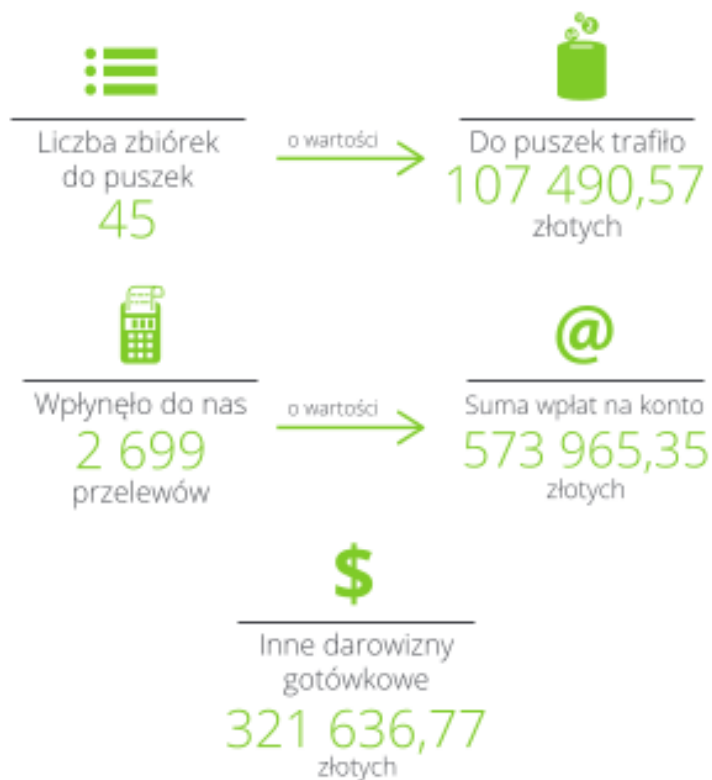 Liczba zbiórek
do puszek
45
o wartości
Do puszek trafiło
107 490,57
złotych
Wpłynęło do nas
2 699
przelewów
o wartości
@
Suma wpłat na konto
573 965,35
złotych
$
Inne darowizny
gotówkowe
321 636,77
złotych